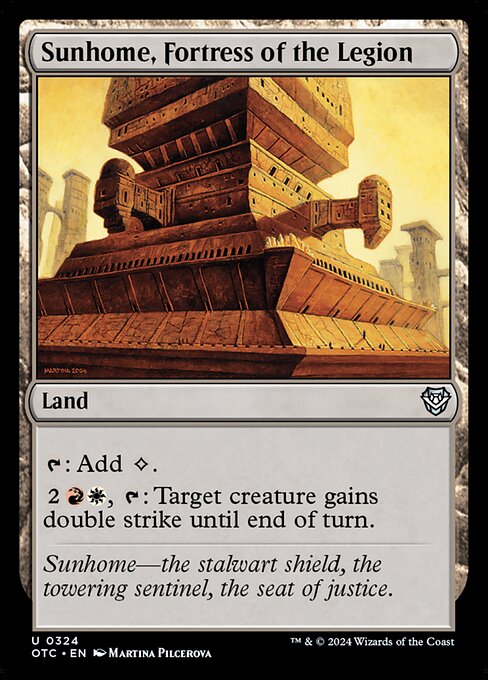 Sunhome, Fortress of the Legion
MARTINA 2004
Land
: Add .
2, : Target creature gains
double strike until end of turn.
Sunhome—the stalwart shield, the
towering sentinel, the seat of justice.
U 0324
OTC • EN MARTINA PILCEROVA
™ & © 2024 Wizards of the Coast